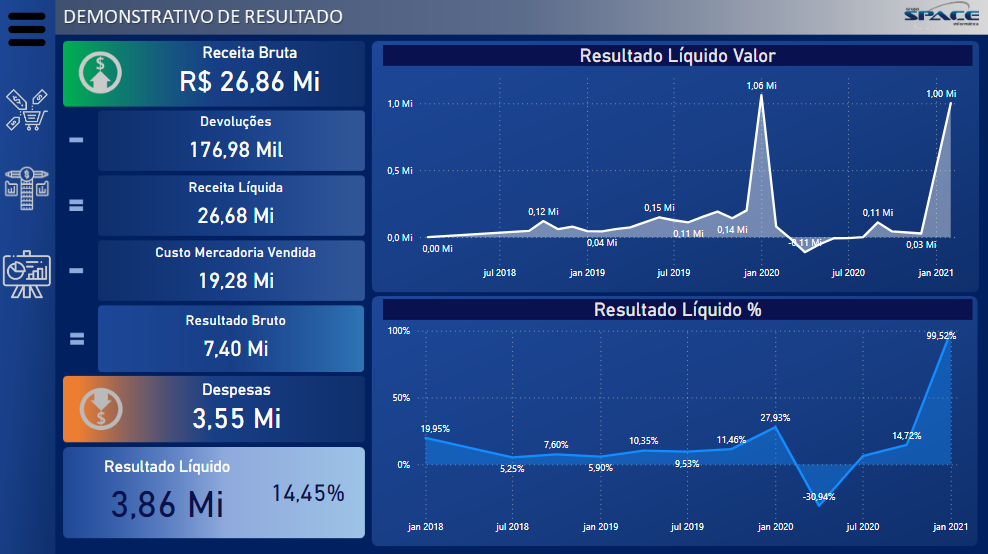 DEMONSTRATIVO DE RESULTADO
Grupo
SPACE
informática
Receita Bruta
R$ 26,86 Mi
Devoluções
176,98 Mil
Receita Líquida
26,68 Mi
Custo Mercadoria Vendida
19,28 Mi
Resultado Bruto
7,40 Mi
Despesas
3,55 Mi
Resultado Líquido
3,86 Mi
14,45%
Resultado Líquido Valor
1,0 Mi
0,5 Mi
0,0 Mi
0,00 Mi
0,12 Mi
0,04 Mi
0,15 Mi
0,11 Mi
0,14 Mi
1,06 Mi
-0,11 Mi
0,11 Mi
0,03 Mi
1,00 Mi
jul 2018
jan 2019
jul 2019
jan 2020
jul 2020
jan 2021
Resultado Líquido %
100%
50%
0%
19,95%
5,25%
7,60%
5,90%
10,35%
9,53%
11,46%
27,93%
-30,94%
14,72%
99,52%
jan 2018
jul 2018
jan 2019
jul 2019
jan 2020
jul 2020
jan 2021